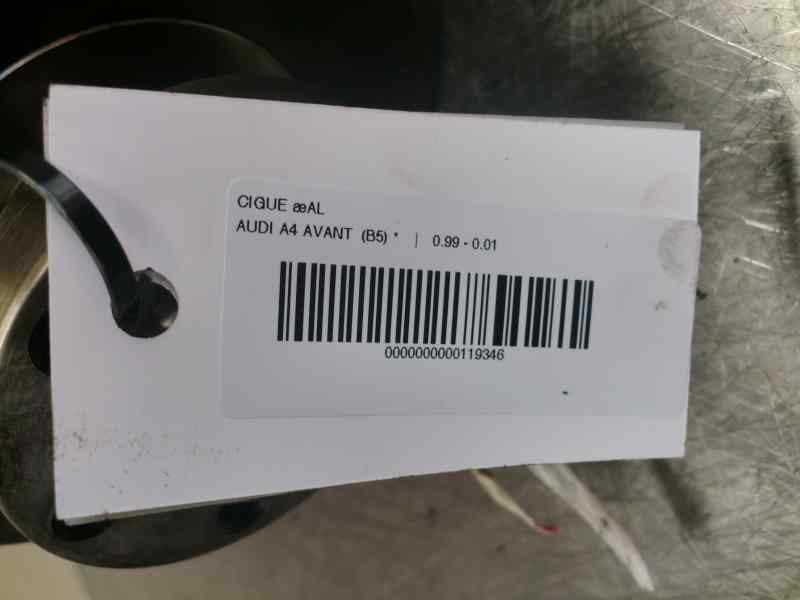 CIGUE æAL
AUDI A4 AVANT (B5) * | 0.99 - 0.01
0000000000119346